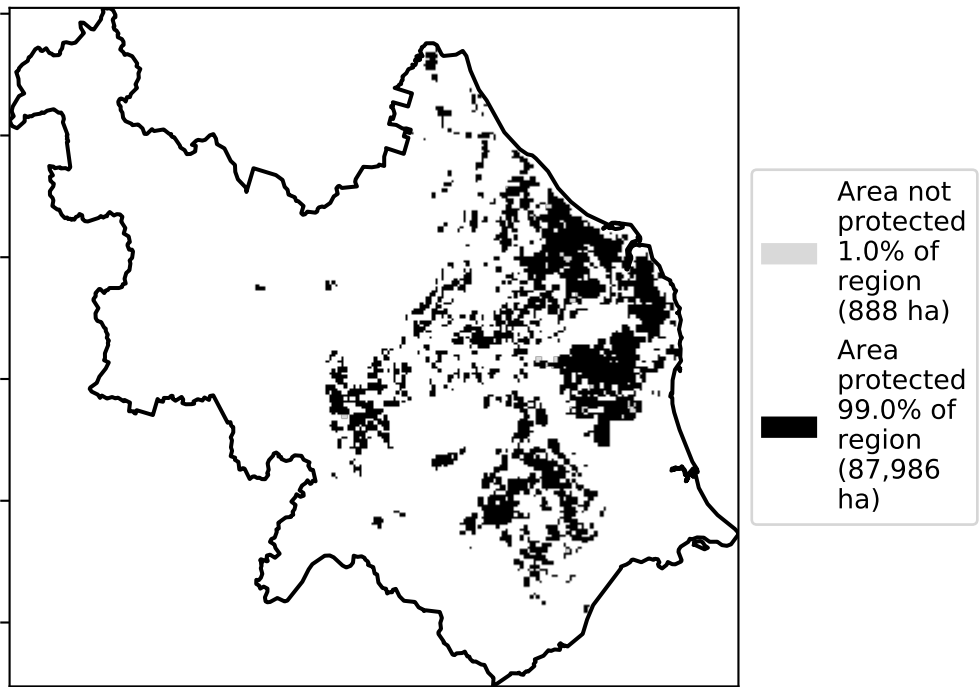 Area not
protected
1.0% of
region
(888 ha)
Area
protected
99.0% of
region
(87,986
ha)